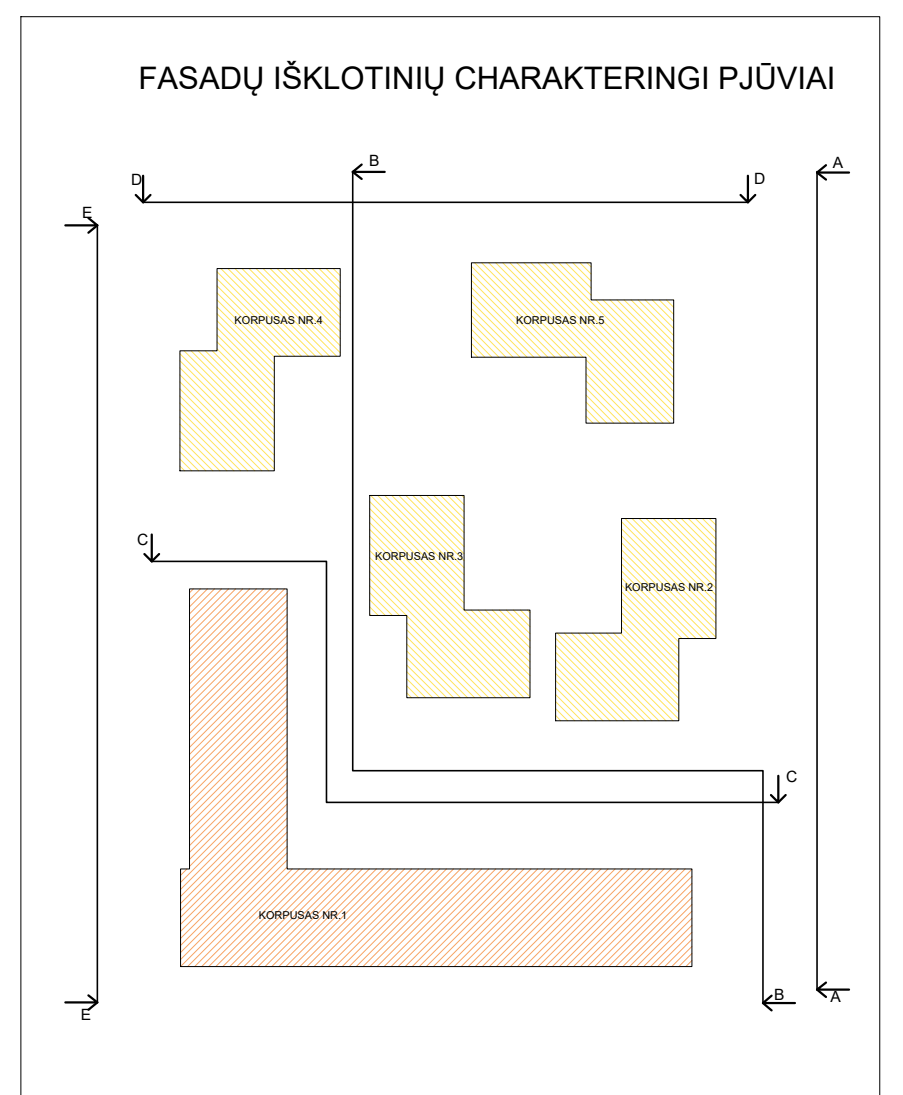 FASADŲ IŠKLOTINIŲ CHARAKTERINGI PJŪVIAI
B
A
D
D
E
KORPUSAS NR.4
KORPUSAS NR.5
C
KORPUSAS NR.3
KORPUSAS NR.2
C
KORPUSAS NR.1
B
A
E